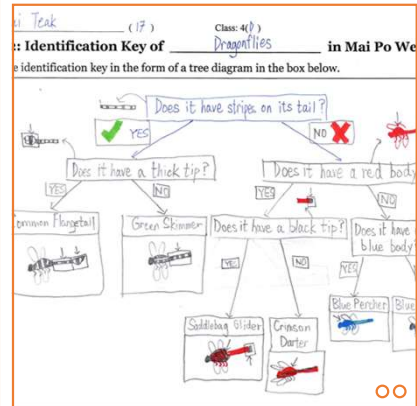 Teak (17) Class: 4(D)
: Identification Key of Dragonflies in Mai Po We
e identification key in the form of a tree diagram in the box below.
Does it have stripes on its tail?
YES NO
Does it have a thick tip? Does it have a red body
YES NO YES NO
ommon Flangetail Green Skimmer Does it have a black tip? Does it have
blue body
YES NO YES
Blue Percher Blue
Saddlebag Glider Crimson
Darter